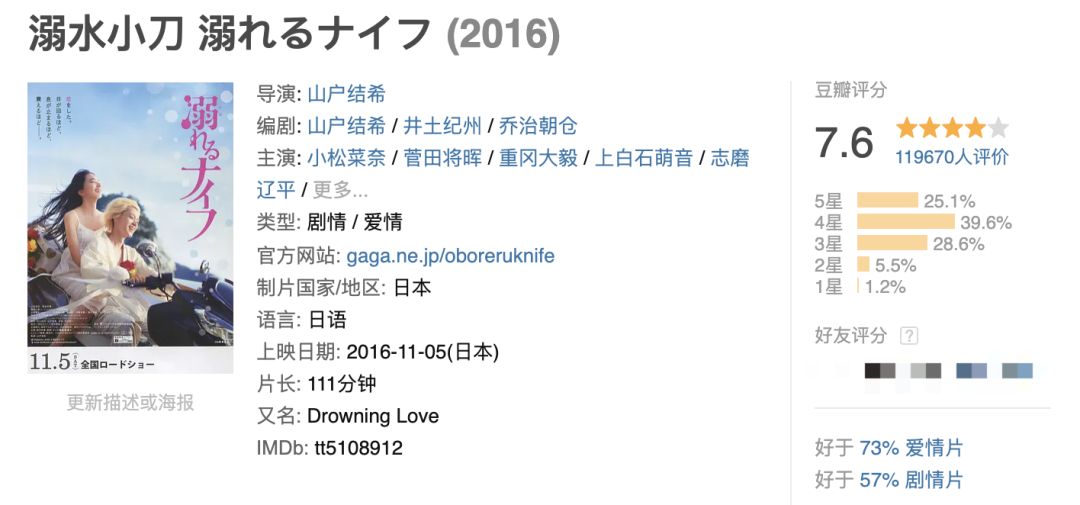 溺水小刀 溺れるナイフ (2016)
溺れるナイフ
恋をした。
11.5 全国ロードショー
更新描述或海报
导演: 山户结希
编剧: 山户结希 / 井土纪州 / 乔治朝仓
主演: 小松菜奈 / 菅田将晖 / 重冈大毅 / 上白石萌音 / 志磨
辽平 / 更多...
类型: 剧情 / 爱情
官方网站: gaga.ne.jp/oboreruknife
制片国家/地区: 日本
语言: 日语
上映日期: 2016-11-05(日本)
片长: 111分钟
又名: Drowning Love
IMDb: tt5108912
豆瓣评分
7.6
119670人评价
5星 25.1%
4星 39.6%
3星 28.6%
2星 5.5%
1星 1.2%
好友评分 ?
好于 73% 爱情片
好于 57% 剧情片